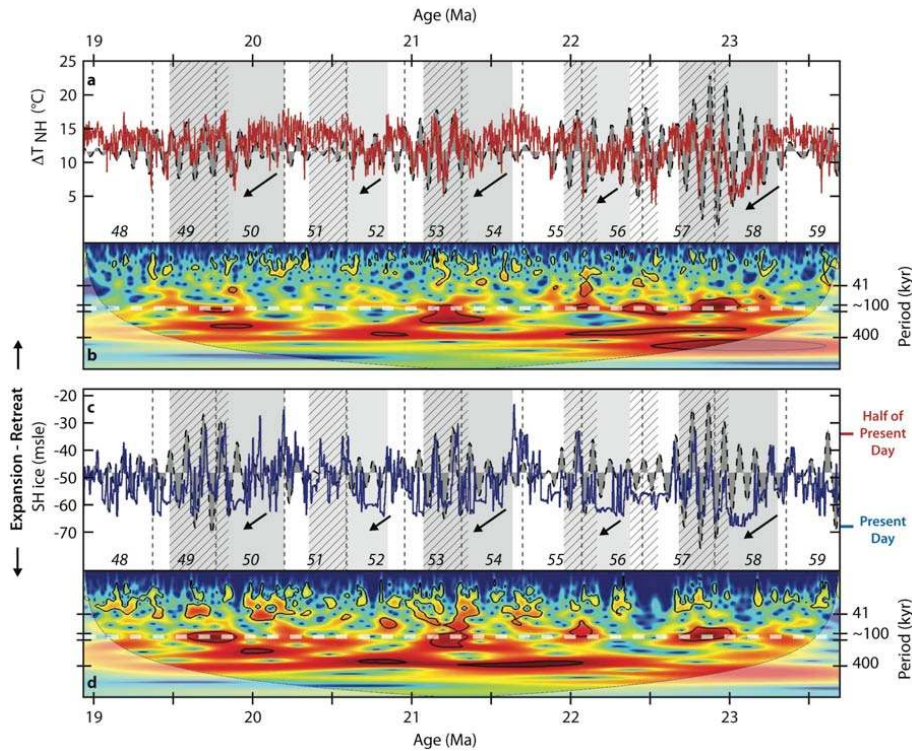 Age (Ma)
19 20 21 22 23
a
25
20
15
10
5
ΔT NH (°C)
48 49 50 51 52 53 54 55 56 57 58 59
b
41
~100
400
Period (kyr)
Expansion - Retreat
SH ice (msle)
c
-20
-30
-40
-50
-60
-70
Half of
Present
Day
Present
Day
48 49 50 51 52 53 54 55 56 57 58 59
d
41
~100
400
Period (kyr)
19 20 21 22 23
Age (Ma)